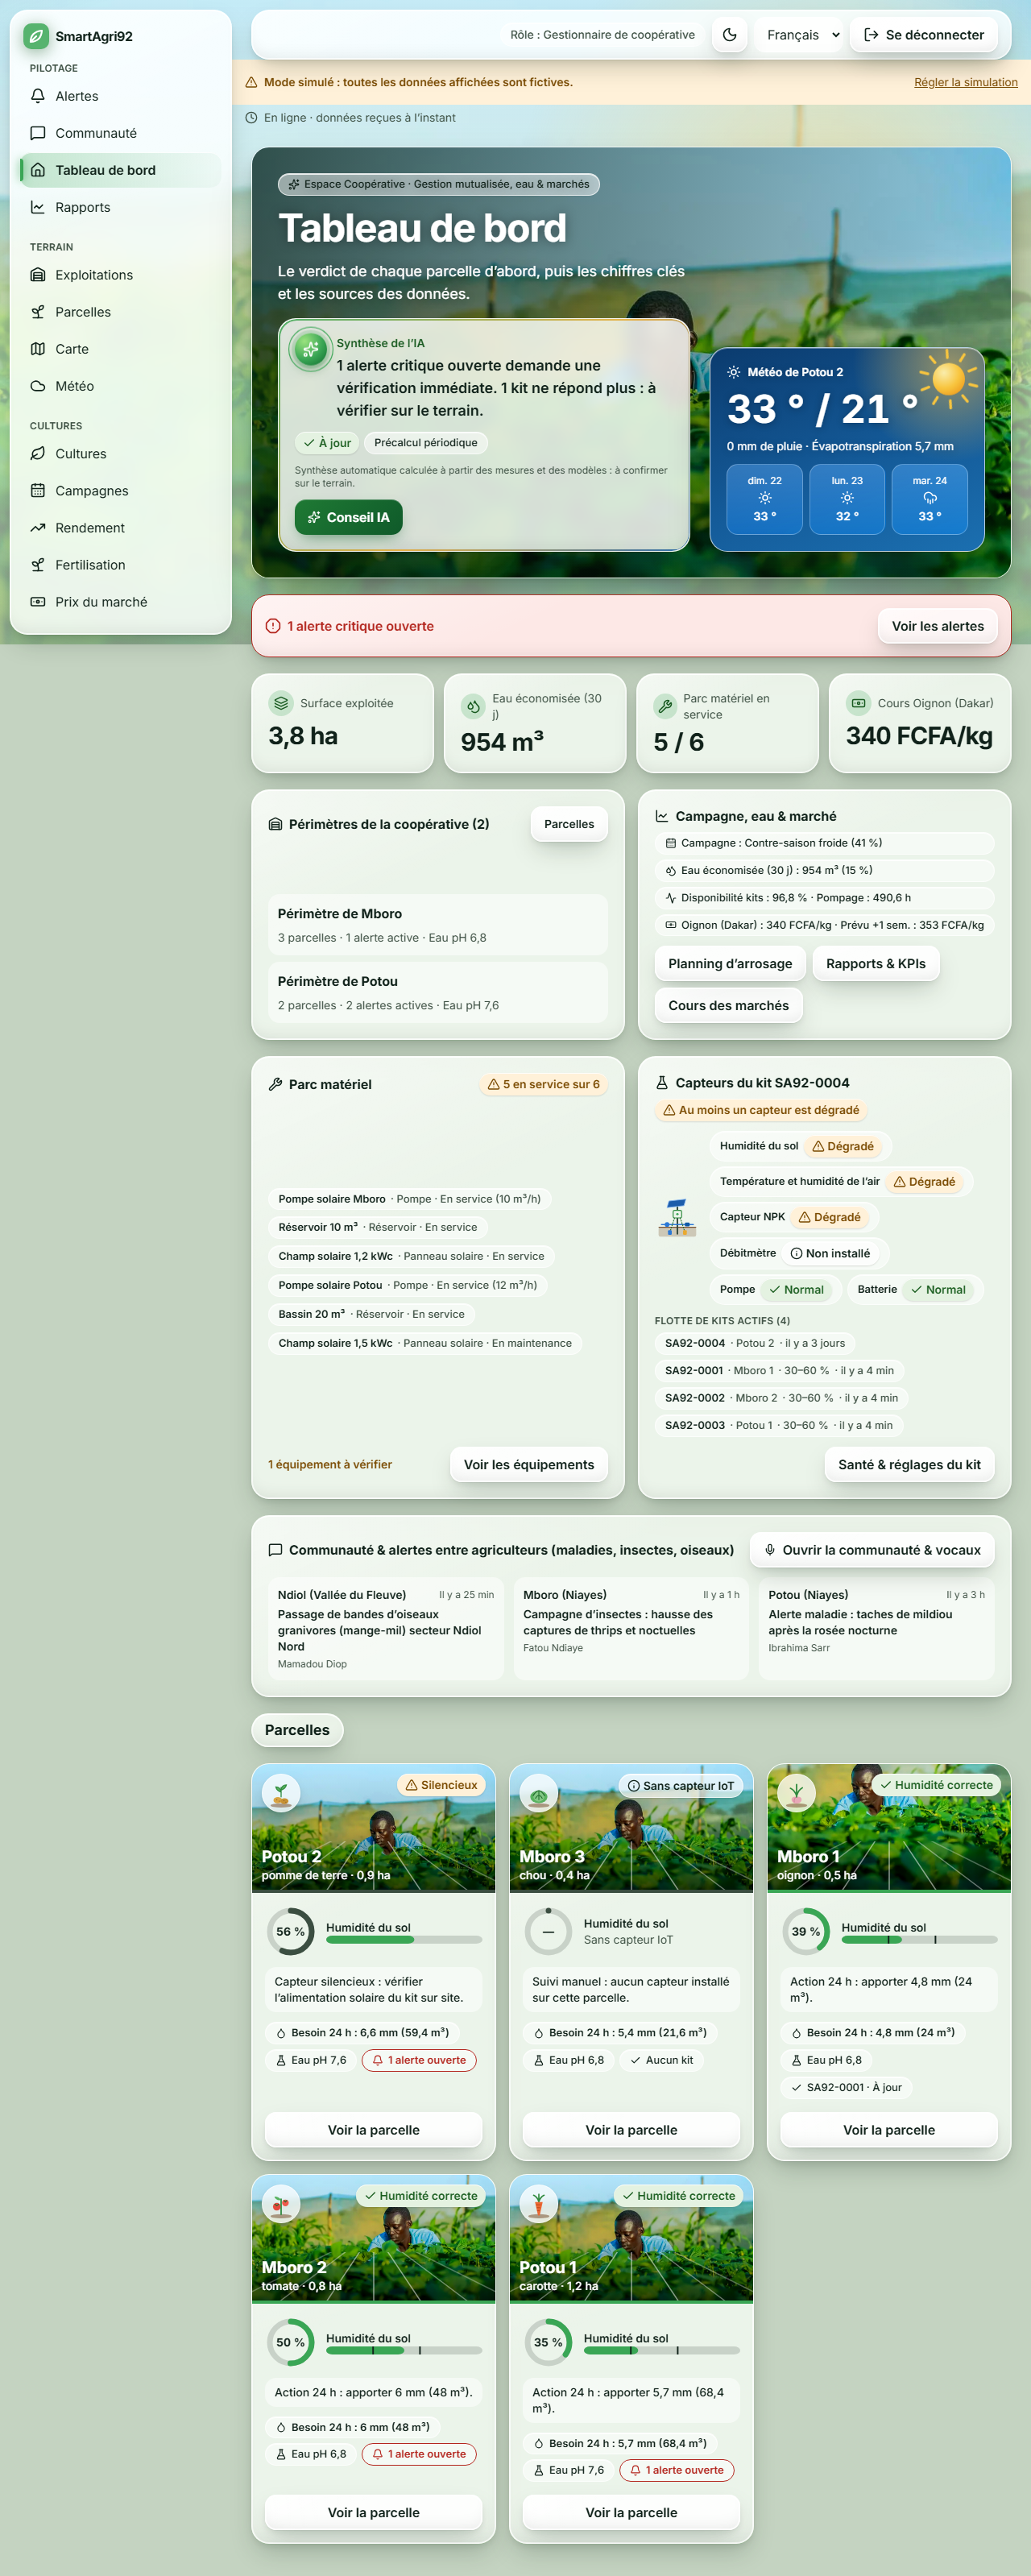 SmartAgri92
PILOTAGE
Alertes
Communauté
Tableau de bord
Rapports
TERRAIN
Exploitations
Parcelles
Carte
Météo
CULTURES
Cultures
Campagnes
Rendement
Fertilisation
Prix du marché
Rôle : Gestionnaire de coopérative
Français
Se déconnecter
Mode simulé : toutes les données affichées sont fictives.
Régler la simulation
En ligne · données reçues à l’instant
Espace Coopérative · Gestion mutualisée, eau & marchés
Tableau de bord
Le verdict de chaque parcelle d’abord, puis les chiffres clés
et les sources des données.
Synthèse de l’IA
1 alerte critique ouverte demande une
vérification immédiate. 1 kit ne répond plus : à
vérifier sur le terrain.
À jour
Précalcul périodique
Synthèse automatique calculée à partir des mesures et des modèles : à confirmer
sur le terrain.
Conseil IA
Météo de Potou 2
33 ° / 21 °
0 mm de pluie · Évapotranspiration 5,7 mm
dim. 22
33 °
lun. 23
32 °
mar. 24
33 °
1 alerte critique ouverte
Voir les alertes
Surface exploitée
3,8 ha
Eau économisée (30
j)
954 m³
Parc matériel en
service
5 / 6
Cours Oignon (Dakar)
340 FCFA/kg
Périmètres de la coopérative (2)
Parcelles
Périmètre de Mboro
3 parcelles · 1 alerte active · Eau pH 6,8
Périmètre de Potou
2 parcelles · 2 alertes actives · Eau pH 7,6
Campagne, eau & marché
Campagne : Contre-saison froide (41 %)
Eau économisée (30 j) : 954 m³ (15 %)
Disponibilité kits : 96,8 % · Pompage : 490,6 h
Oignon (Dakar) : 340 FCFA/kg · Prévu +1 sem. : 353 FCFA/kg
Planning d’arrosage
Rapports & KPIs
Cours des marchés
Parc matériel
5 en service sur 6
Pompe solaire Mboro · Pompe · En service (10 m³/h)
Réservoir 10 m³ · Réservoir · En service
Champ solaire 1,2 kWc · Panneau solaire · En service
Pompe solaire Potou · Pompe · En service (12 m³/h)
Bassin 20 m³ · Réservoir · En service
Champ solaire 1,5 kWc · Panneau solaire · En maintenance
1 équipement à vérifier
Voir les équipements
Capteurs du kit SA92-0004
Au moins un capteur est dégradé
Humidité du sol Dégradé
Température et humidité de l’air Dégradé
Capteur NPK Dégradé
Débitmètre Non installé
Pompe Normal
Batterie Normal
FLOTTE DE KITS ACTIFS (4)
SA92-0004 · Potou 2 · il y a 3 jours
SA92-0001 · Mboro 1 · 30–60 % · il y a 4 min
SA92-0002 · Mboro 2 · 30–60 % · il y a 4 min
SA92-0003 · Potou 1 · 30–60 % · il y a 4 min
Santé & réglages du kit
Communauté & alertes entre agriculteurs (maladies, insectes, oiseaux)
Ouvrir la communauté & vocaux
Ndiol (Vallée du Fleuve)
Il y a 25 min
Passage de bandes d’oiseaux
granivores (mange-mil) secteur Ndiol
Nord
Mamadou Diop
Mboro (Niayes)
Il y a 1 h
Campagne d’insectes : hausse des
captures de thrips et noctuelles
Fatou Ndiaye
Potou (Niayes)
Il y a 3 h
Alerte maladie : taches de mildiou
après la rosée nocturne
Ibrahima Sarr
Parcelles
Silencieux
Potou 2
pomme de terre · 0,9 ha
56 %
Humidité du sol
Capteur silencieux : vérifier
l’alimentation solaire du kit sur site.
Besoin 24 h : 6,6 mm (59,4 m³)
Eau pH 7,6
1 alerte ouverte
Voir la parcelle
Sans capteur IoT
Mboro 3
chou · 0,4 ha
—
Humidité du sol
Sans capteur IoT
Suivi manuel : aucun capteur installé
sur cette parcelle.
Besoin 24 h : 5,4 mm (21,6 m³)
Eau pH 6,8
Aucun kit
Voir la parcelle
Humidité correcte
Mboro 1
oignon · 0,5 ha
39 %
Humidité du sol
Action 24 h : apporter 4,8 mm (24
m³).
Besoin 24 h : 4,8 mm (24 m³)
Eau pH 6,8
SA92-0001 · À jour
Voir la parcelle
Humidité correcte
Mboro 2
tomate · 0,8 ha
50 %
Humidité du sol
Action 24 h : apporter 6 mm (48 m³).
Besoin 24 h : 6 mm (48 m³)
Eau pH 6,8
1 alerte ouverte
Voir la parcelle
Humidité correcte
Potou 1
carotte · 1,2 ha
35 %
Humidité du sol
Action 24 h : apporter 5,7 mm (68,4
m³).
Besoin 24 h : 5,7 mm (68,4 m³)
Eau pH 7,6
1 alerte ouverte
Voir la parcelle